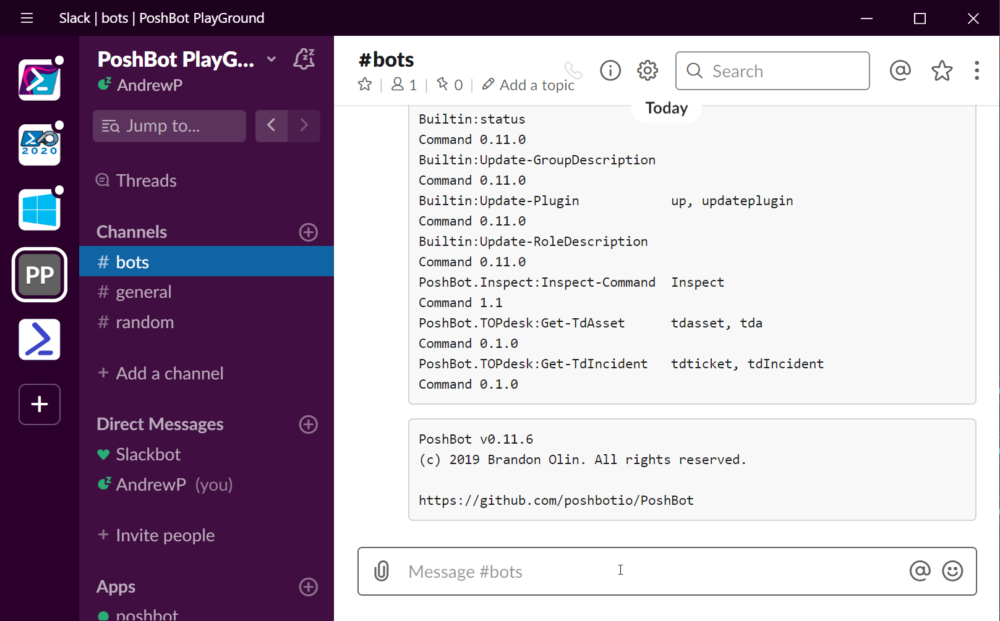 Slack | bots | PoshBot PlayGround
2020
PP
PoshBot PlayG...
AndrewP
Jump to...
Threads
Channels
# bots
# general
# random
+ Add a channel
Direct Messages
Slackbot
AndrewP (you)
+ Invite people
Apps
poshbot
#bots
1 | 0 | Add a topic
Search
Today
Builtin:status
Command 0.11.0
Builtin:Update-GroupDescription
Command 0.11.0
Builtin:Update-Plugin up, updateplugin
Command 0.11.0
Builtin:Update-RoleDescription
Command 0.11.0
PoshBot.Inspect:Inspect-Command Inspect
Command 1.1
PoshBot.TOPdesk:Get-TdAsset tdasset, tda
Command 0.1.0
PoshBot.TOPdesk:Get-TdIncident tdticket, tdIncident
Command 0.1.0
PoshBot v0.11.6
(c) 2019 Brandon Olin. All rights reserved.
https://github.com/poshbotio/PoshBot
Message #bots